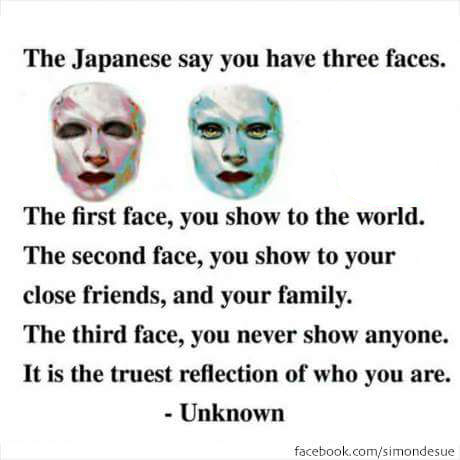 The Japanese say you have three faces.
The first face, you show to the world.
The second face, you show to your
close friends, and your family.
The third face, you never show anyone.
It is the truest reflection of who you are.
- Unknown
facebook.com/simondesue